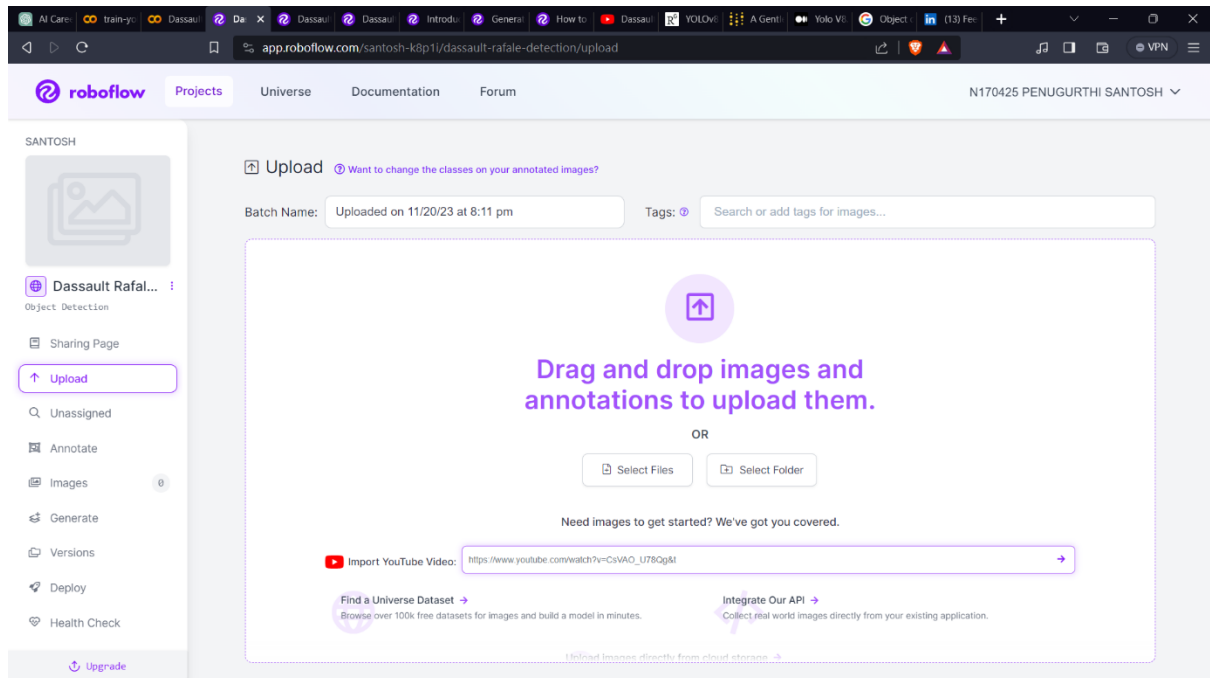 AI Caree
train-yo
Dassaul
Da
Dassaul
Dassaul
Introdu
General
How to
Dassaul
YOLOv8
A Gentl
Yolo V8
Object
(13) Fee
app.roboflow.com/santosh-k8p1i/dassault-rafale-detection/upload
VPN
roboflow
Projects
Universe
Documentation
Forum
N170425 PENUGURTHI SANTOSH
SANTOSH
Upload
Want to change the classes on your annotated images?
Batch Name:
Uploaded on 11/20/23 at 8:11 pm
Tags:
Search or add tags for images...
Dassault Rafal...
Object Detection
Sharing Page
Upload
Unassigned
Annotate
Images
0
Generate
Versions
Deploy
Health Check
Upgrade
Drag and drop images and
annotations to upload them.
OR
Select Files
Select Folder
Need images to get started? We've got you covered.
Import YouTube Video:
https://www.youtube.com/watch?v=CsVAO_U78Qg&t
Find a Universe Dataset →
Browse over 100k free datasets for images and build a model in minutes.
Integrate Our API →
Collect real world images directly from your existing application.
Upload images directly from cloud storage →